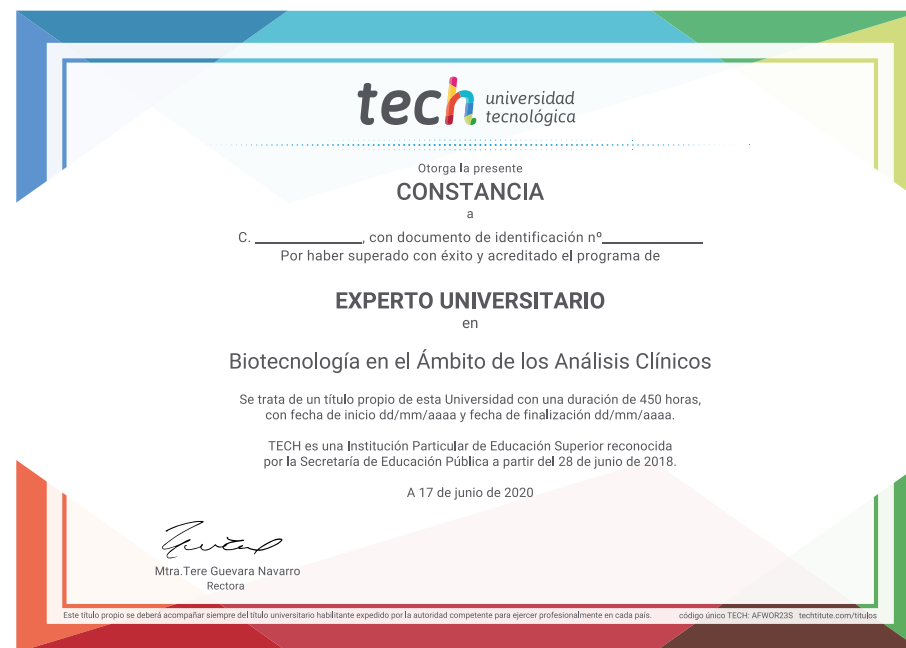 tech universidad
tecnológica
Otorga la presente
CONSTANCIA
a
C. ______________, con documento de identificación nº_____________
Por haber superado con éxito y acreditado el programa de
EXPERTO UNIVERSITARIO
en
Biotecnología en el Ámbito de los Análisis Clínicos
Se trata de un título propio de esta Universidad con una duración de 450 horas,
con fecha de inicio dd/mm/aaaa y fecha de finalización dd/mm/aaaa.
TECH es una Institución Particular de Educación Superior reconocida
por la Secretaría de Educación Pública a partir del 28 de junio de 2018.
A 17 de junio de 2020
Mtra.Tere Guevara Navarro
Rectora
Este título propio se deberá acompañar siempre del título universitario habilitante expedido por la autoridad competente para ejercer profesionalmente en cada país. código único TECH: AFWOR23S techtitute.com/titulos